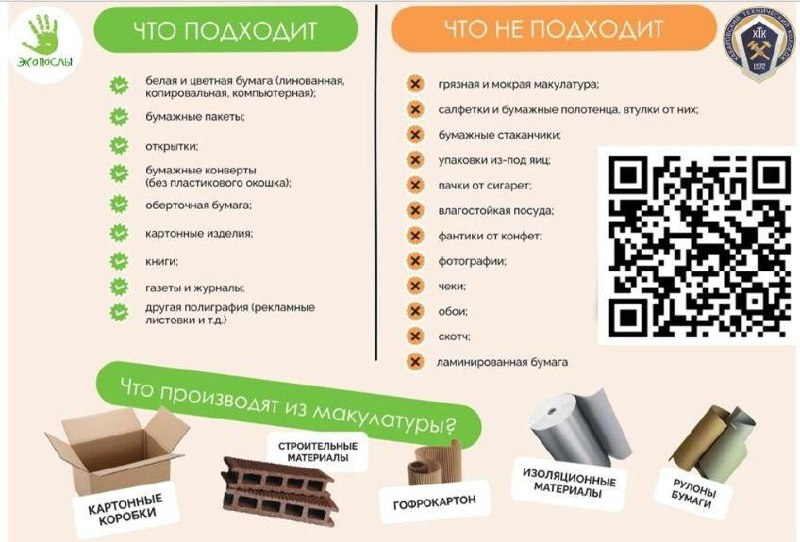 ЭКОПОСЛЫ
ЧТО ПОДХОДИТ
белая и цветная бумага (линованная,
копировальная, компьютерная);
бумажные пакеты;
открытки;
бумажные конверты
(без пластикового окошка);
оберточная бумага;
картонные изделия;
книги;
газеты и журналы;
другая полиграфия (рекламные
листовки и т.д.)
ЧТО НЕ ПОДХОДИТ
ХАБАРОВСКИЙ ТЕХНИЧЕСКИЙ КОЛЛЕДЖ
ХТК
1972
грязная и мокрая макулатура;
салфетки и бумажные полотенца, втулки от них;
бумажные стаканчики;
упаковки из-под яиц;
пачки от сигарет;
влагостойкая посуда;
фантики от конфет;
фотографии;
чеки;
обои;
скотч;
ламинированная бумага
Что производят из макулатуры?
КАРТОННЫЕ
КОРОБКИ
СТРОИТЕЛЬНЫЕ
МАТЕРИАЛЫ
ГОФРОКАРТОН
ИЗОЛЯЦИОННЫЕ
МАТЕРИАЛЫ
РУЛОНЫ
БУМАГИ